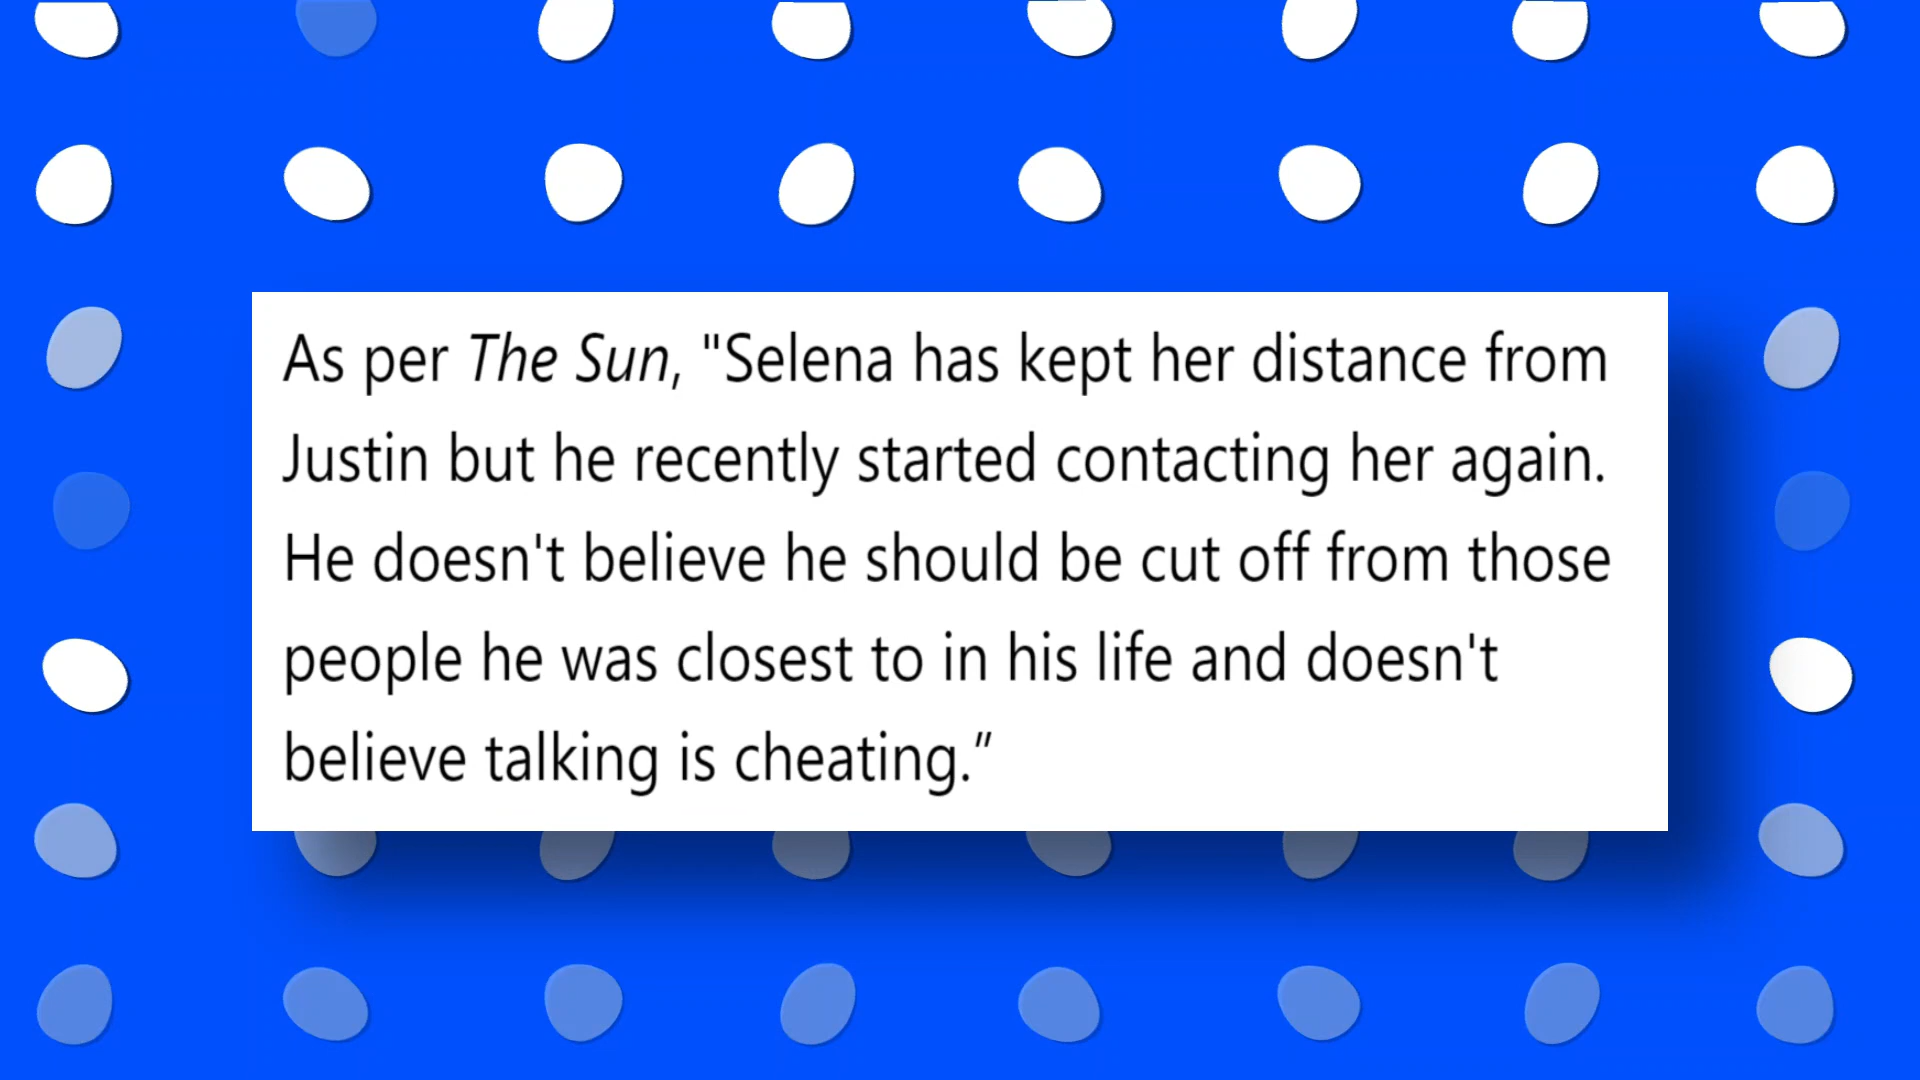 As per The Sun, "Selena has kept her distance from
Justin but he recently started contacting her again.
He doesn't believe he should be cut off from those
people he was closest to in his life and doesn't
believe talking is cheating.”